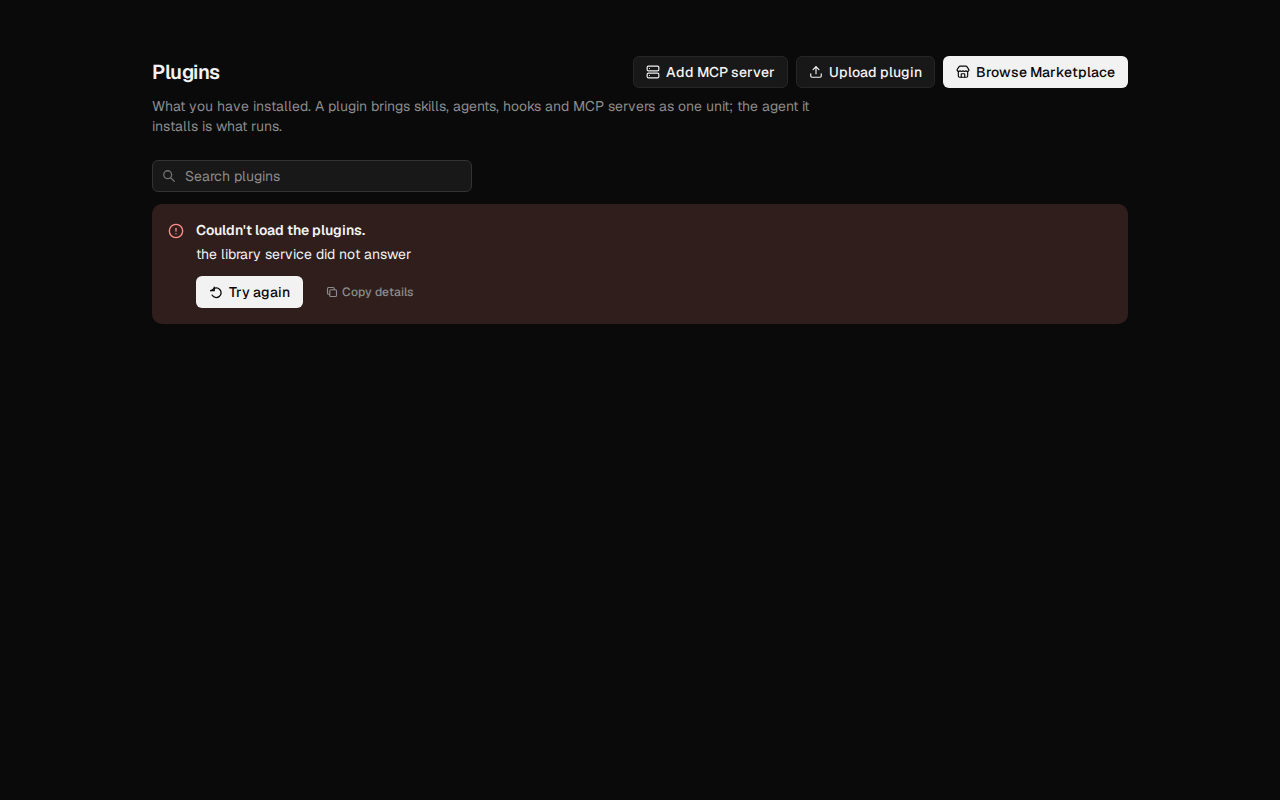 Plugins
Add MCP server
Upload plugin
Browse Marketplace
What you have installed. A plugin brings skills, agents, hooks and MCP servers as one unit; the agent it
installs is what runs.
Search plugins
Couldn't load the plugins.
the library service did not answer
Try again
Copy details